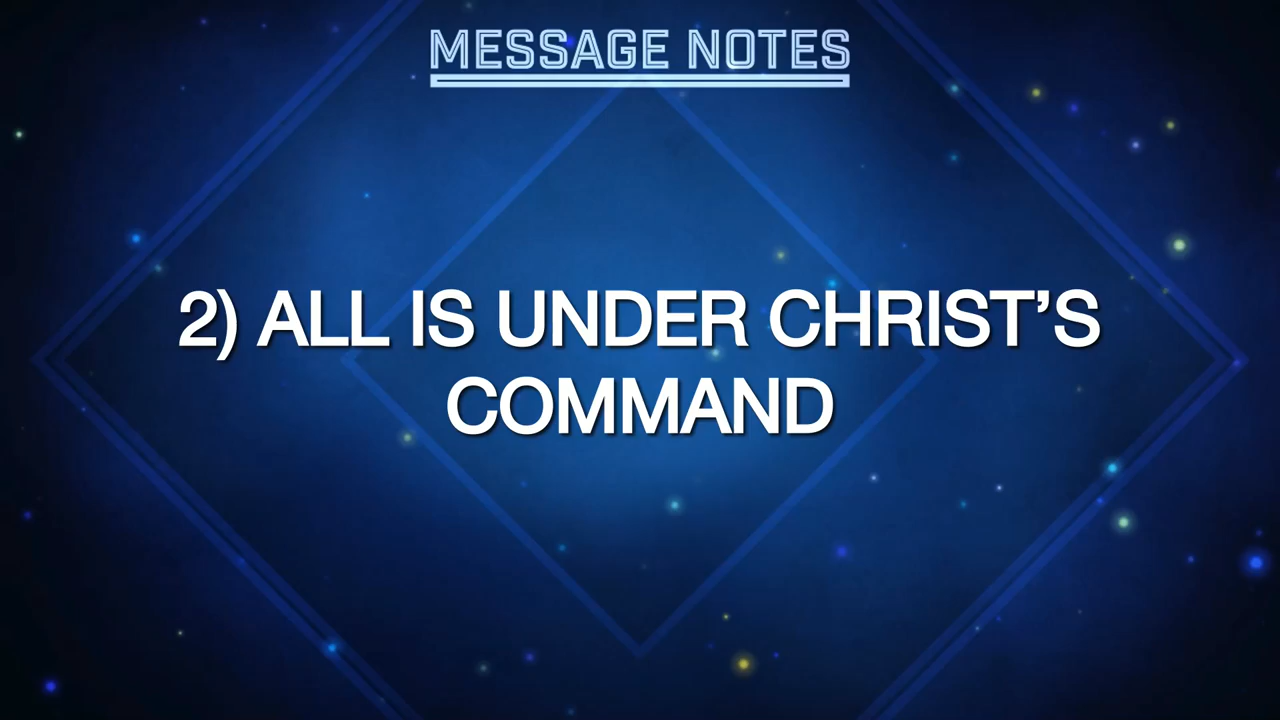 MESSAGE NOTES
2) ALL IS UNDER CHRIST’S
COMMAND